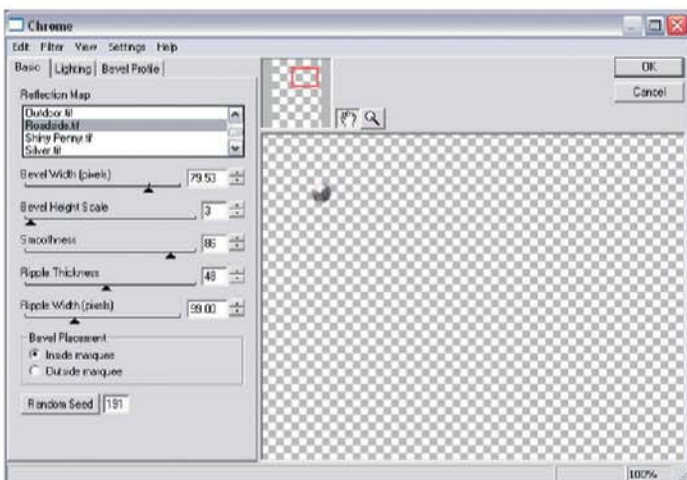 Chrome
Edit Filter View Settings Help
Basic Lighting Bevel Profile
OK
Cancel
Reflection Map
Outdoor.tif
Roadside.tif
Shiny Penny.tif
Silver.tif
Bevel Width (pixels) 79.53
Bevel Height Scale 3
Smoothness 86
Ripple Thickness 48
Ripple Width (pixels) 99.00
Bevel Placement
Inside marquee
Outside marquee
Random Seed 191
100%